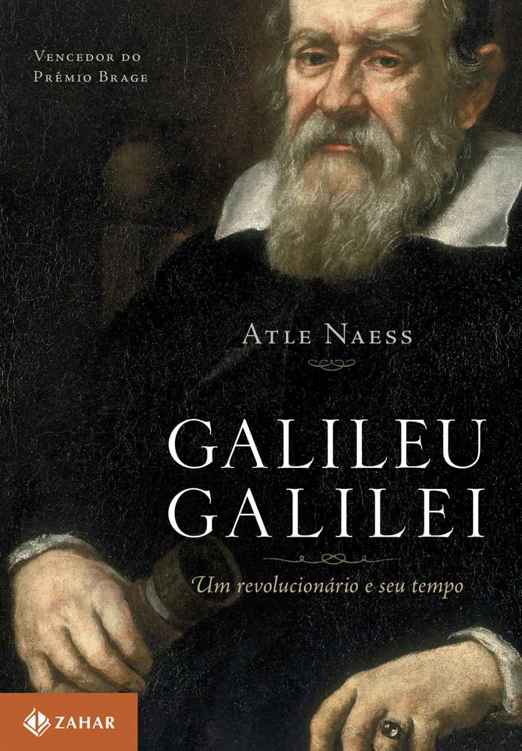 Vencedor do
Prêmio Brage
Atle Naess
GALILEU
GALILEI
Um revolucionário e seu tempo
ZAHAR